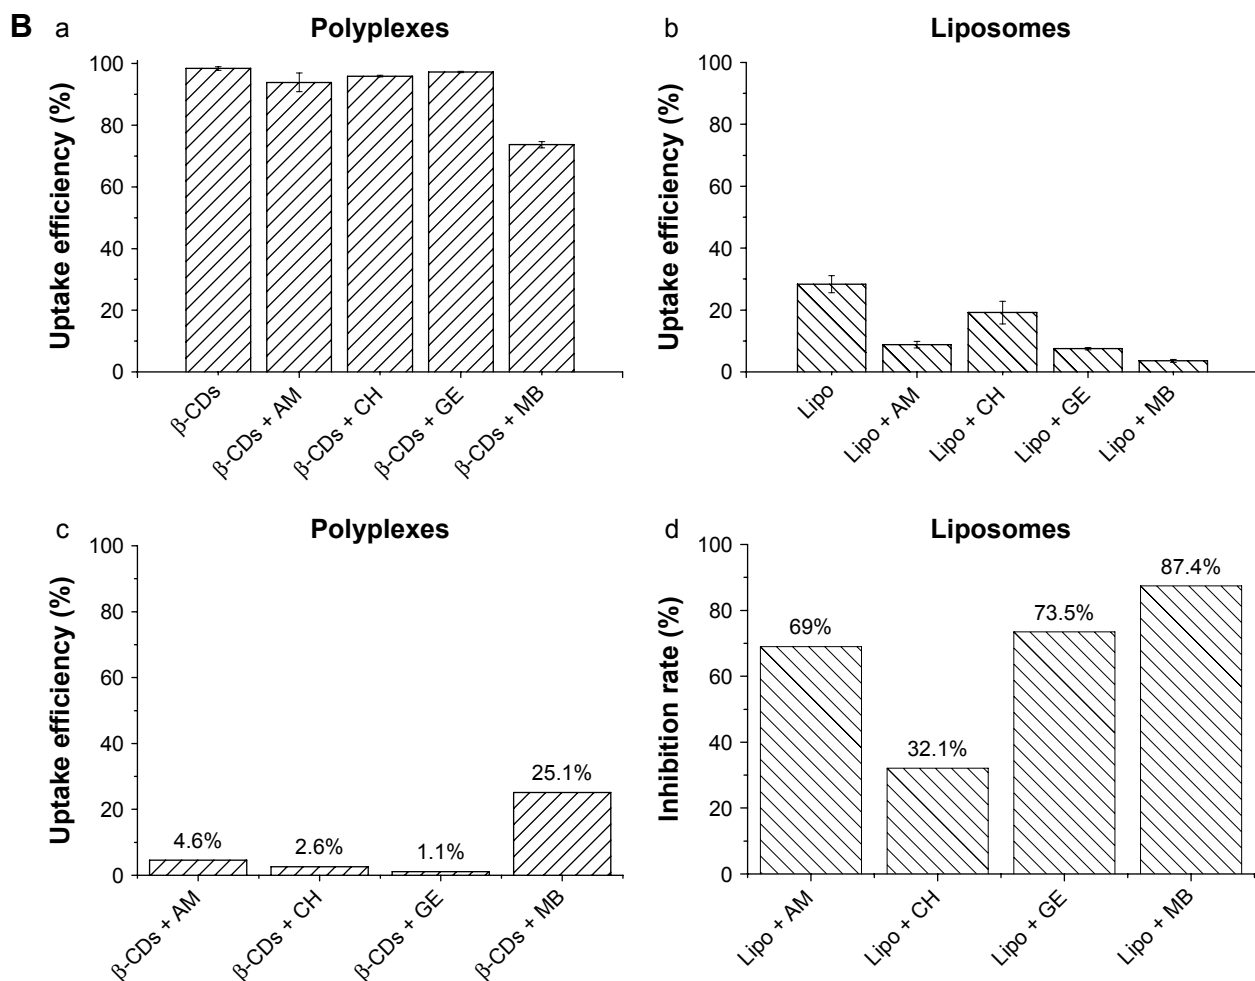 B
a
Polyplexes
Uptake efficiency (%)
100
80
60
40
20
0
β-CDs
β-CDs + AM
β-CDs + CH
β-CDs + GE
β-CDs + MB
b
Liposomes
Uptake efficiency (%)
100
80
60
40
20
0
Lipo
Lipo + AM
Lipo + CH
Lipo + GE
Lipo + MB
c
Polyplexes
Uptake efficiency (%)
100
80
60
40
20
0
4.6%
2.6%
1.1%
25.1%
β-CDs + AM
β-CDs + CH
β-CDs + GE
β-CDs + MB
d
Liposomes
Inhibition rate (%)
100
80
60
40
20
0
69%
32.1%
73.5%
87.4%
Lipo + AM
Lipo + CH
Lipo + GE
Lipo + MB